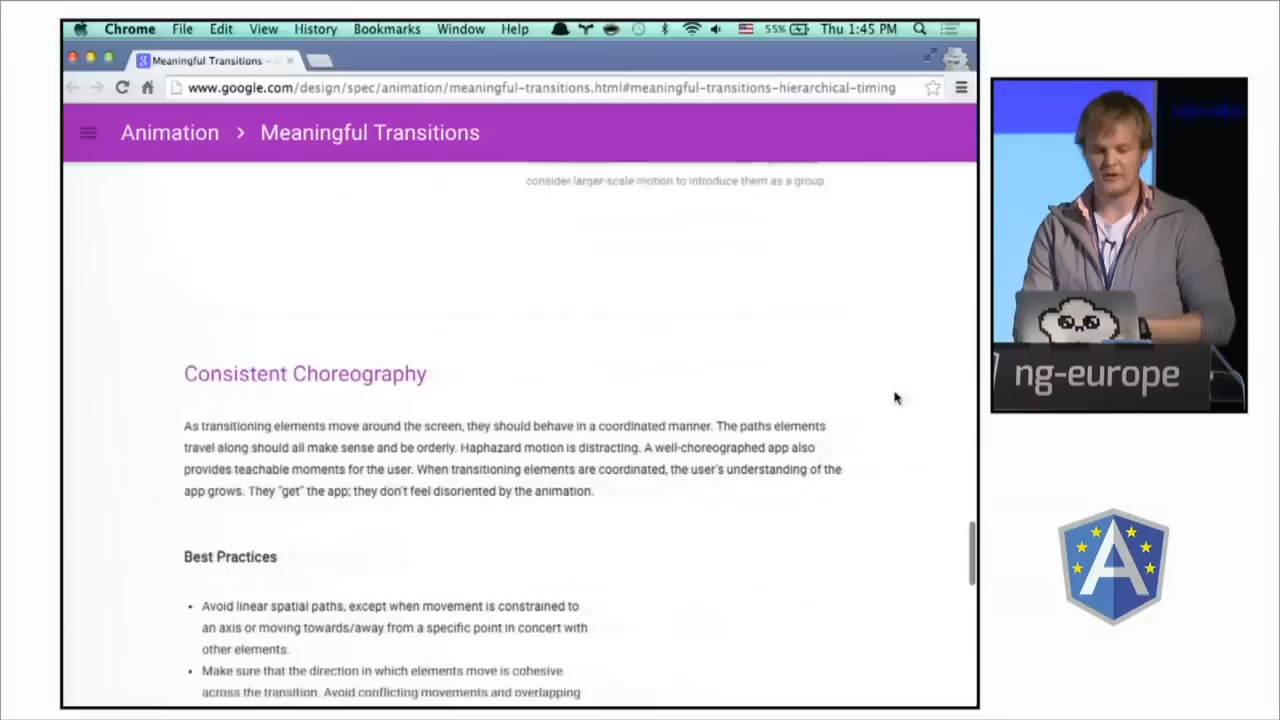 Chrome File Edit View History Bookmarks Window Help 55% Thu 1:45 PM
Meaningful Transitions -
www.google.com/design/spec/animation/meaningful-transitions.html#meaningful-transitions-hierarchical-timing
Animation > Meaningful Transitions
consider larger-scale motion to introduce them as a group.
Consistent Choreography
As transitioning elements move around the screen, they should behave in a coordinated manner. The paths elements
travel along should all make sense and be orderly. Haphazard motion is distracting. A well-choreographed app also
provides teachable moments for the user. When transitioning elements are coordinated, the user's understanding of the
app grows. They "get" the app; they don't feel disoriented by the animation.
Best Practices
• Avoid linear spatial paths, except when movement is constrained to
an axis or moving towards/away from a specific point in concert with
other elements.
• Make sure that the direction in which elements move is cohesive
across the transition. Avoid conflicting movements and overlapping
ng-europe
A